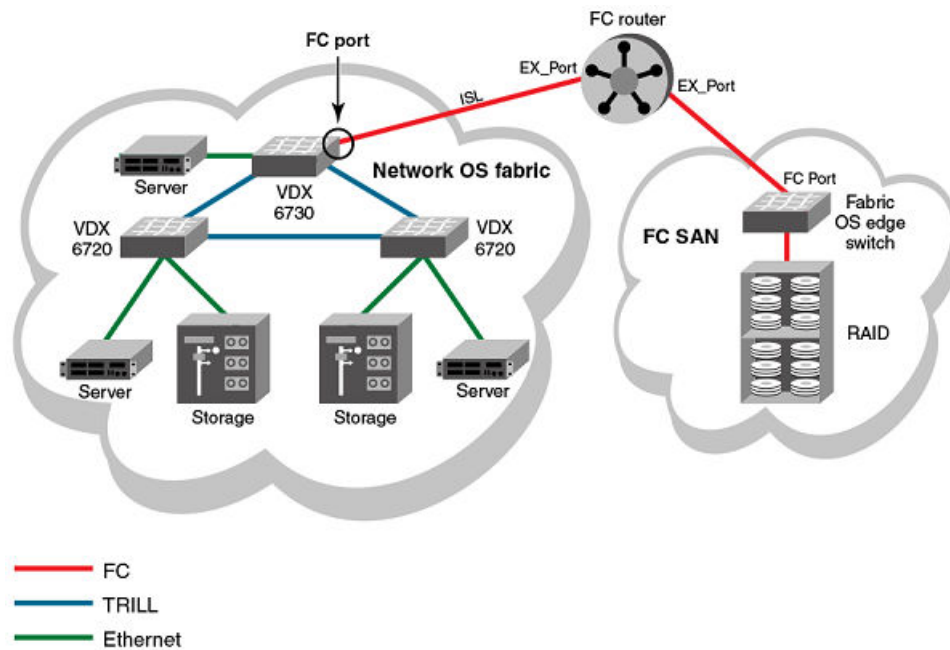 FC router
FC port
EX_Port
EX_Port
ISL
Server
VDX
6730
Network OS fabric
VDX
6720
VDX
6720
FC Port
Fabric
OS edge
switch
FC SAN
RAID
Server
Storage
Storage
Server
FC
TRILL
Ethernet